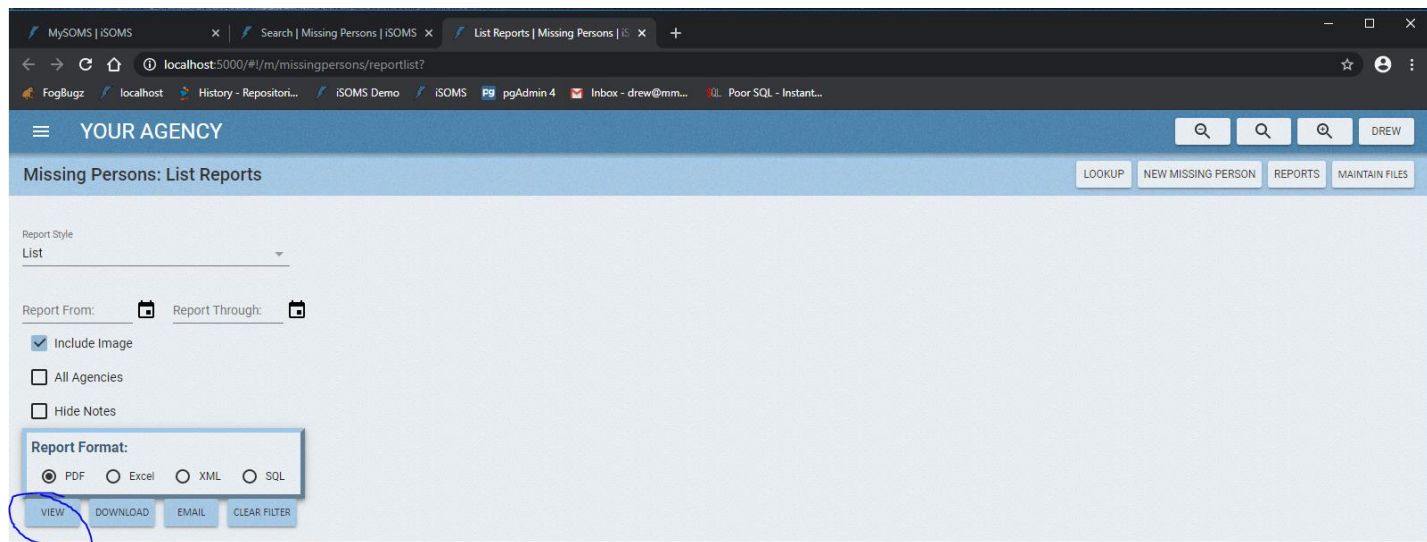 MySOMS | iSOMS
Search | Missing Persons | iSOMS
List Reports | Missing Persons | iS
localhost:5000/#!/m/missingpersons/reportlist?
FogBugz localhost History - Repositori... iSOMS Demo iSOMS Pg pgAdmin 4 Inbox - drew@mm... SQL Poor SQL - Instant...
YOUR AGENCY DREW
Missing Persons: List Reports LOOKUP NEW MISSING PERSON REPORTS MAINTAIN FILES
Report Style
List
Report From: Report Through:
Include Image
All Agencies
Hide Notes
Report Format:
PDF Excel XML SQL
VIEW DOWNLOAD EMAIL CLEAR FILTER